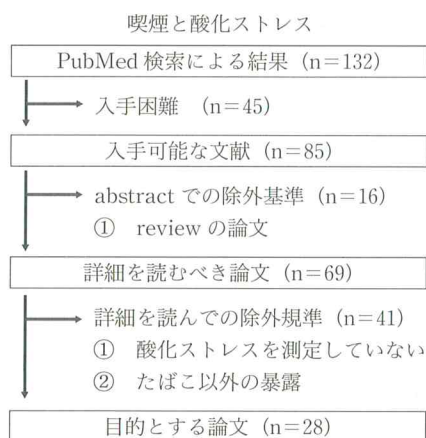 喫煙と酸化ストレス
PubMed 検索による結果（n＝132）
入手困難　（n＝45）
入手可能な文献（n＝85）
abstract での除外基準（n＝16）
①　review の論文
詳細を読むべき論文（n＝69）
詳細を読んでの除外規準（n＝41）
①　酸化ストレスを測定していない
②　たばこ以外の暴露
目的とする論文（n＝28）